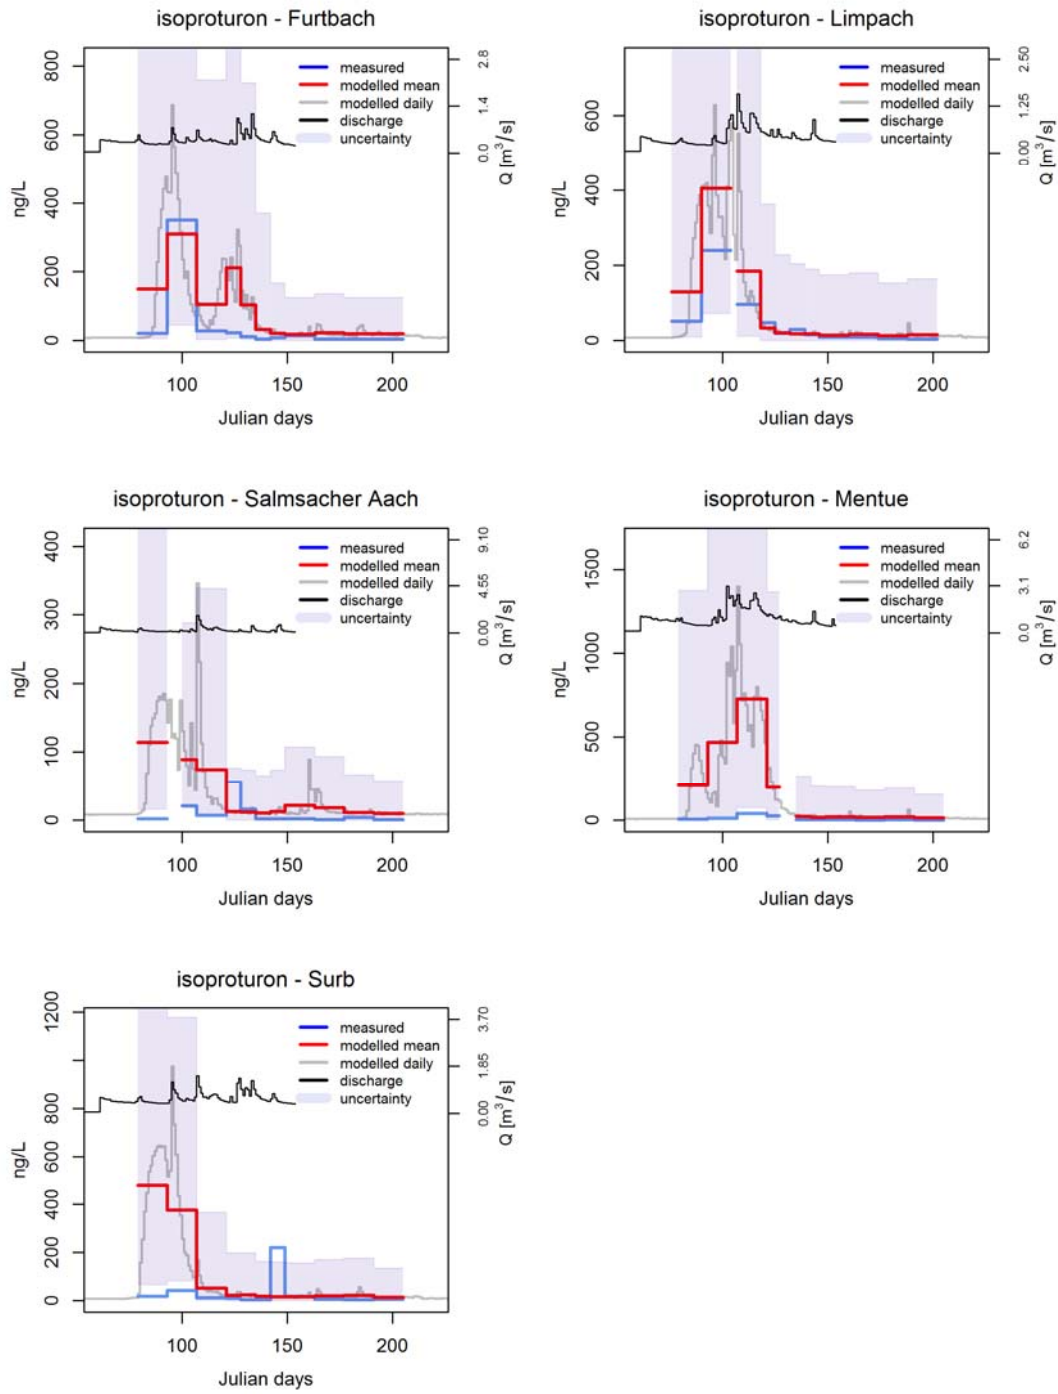 isoproturon - Furtbach
measured
modelled mean
modelled daily
discharge
uncertainty
800
600
400
200
0
ng/L
2.8
1.4
0.0
Q [m³/s]
100
150
200
Julian days
isoproturon - Limpach
measured
modelled mean
modelled daily
discharge
uncertainty
600
400
200
0
ng/L
2.50
1.25
0.00
Q [m³/s]
100
150
200
Julian days
isoproturon - Salmsacher Aach
measured
modelled mean
modelled daily
discharge
uncertainty
400
300
200
100
0
ng/L
9.10
4.55
0.00
Q [m³/s]
100
150
200
Julian days
isoproturon - Mentue
measured
modelled mean
modelled daily
discharge
uncertainty
1500
1000
500
0
ng/L
6.2
3.1
0.0
Q [m³/s]
100
150
200
Julian days
isoproturon - Surb
measured
modelled mean
modelled daily
discharge
uncertainty
1200
800
600
400
200
0
ng/L
3.70
1.85
0.00
Q [m³/s]
100
150
200
Julian days